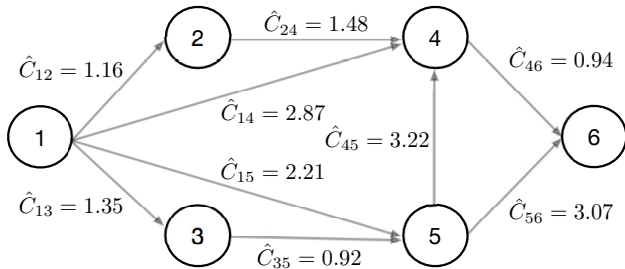 2
Ĉ₂₄ = 1.48
4
Ĉ₁₂ = 1.16
Ĉ₄₆ = 0.94
1
Ĉ₁₄ = 2.87
Ĉ₄₅ = 3.22
6
Ĉ₁₅ = 2.21
Ĉ₁₃ = 1.35
Ĉ₅₆ = 3.07
3
Ĉ₃₅ = 0.92
5